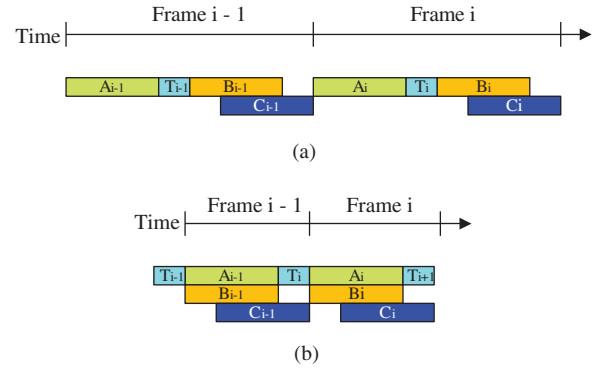 Frame i - 1 Frame i
Time
Ai-1 Ti-1 Bi-1 Ai Ti Bi
Ci-1 Ci
(a)
Frame i - 1 Frame i
Time
Ti-1 Ai-1 Ti Ai Ti+1
Bi-1 Bi
Ci-1 Ci
(b)